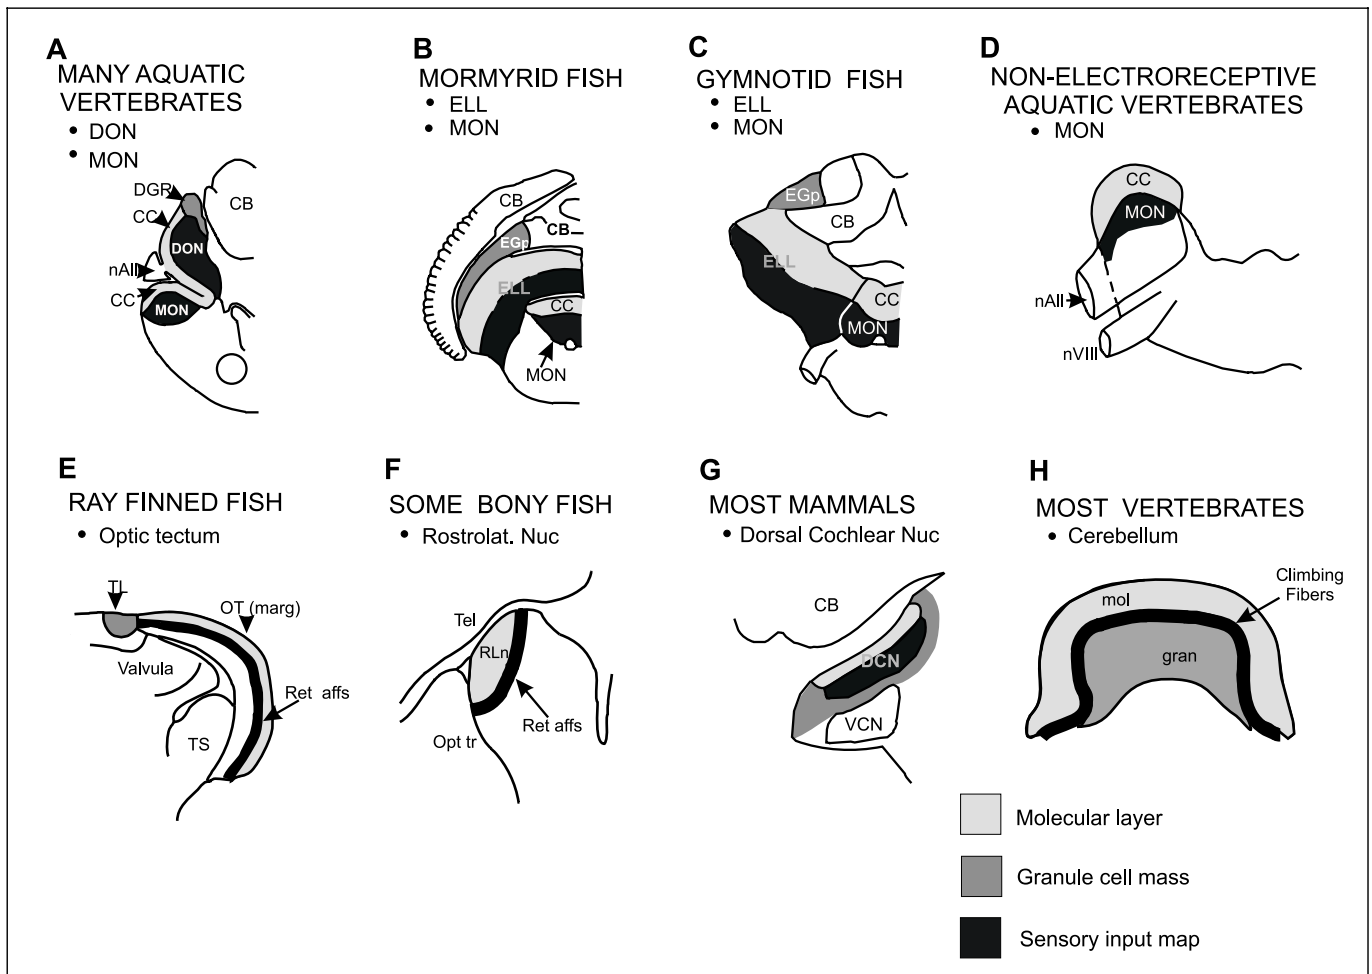 A
MANY AQUATIC
VERTEBRATES
• DON
• MON
DGR
CC
CB
DON
nAll
CC
MON
B
MORMYRID FISH
• ELL
• MON
CB
CB
EGp
ELL
CC
MON
C
GYMNOTID FISH
• ELL
• MON
EGp
CB
ELL
CC
MON
D
NON-ELECTRORECEPTIVE
AQUATIC VERTEBRATES
• MON
CC
MON
nAll
nVIII
E
RAY FINNED FISH
• Optic tectum
TL
OT (marg)
Valvula
Ret affs
TS
F
SOME BONY FISH
• Rostrolat. Nuc
Tel
RLn
Ret affs
Opt tr
G
MOST MAMMALS
• Dorsal Cochlear Nuc
CB
DCN
VCN
H
MOST VERTEBRATES
• Cerebellum
Climbing
Fibers
mol
gran
Molecular layer
Granule cell mass
Sensory input map